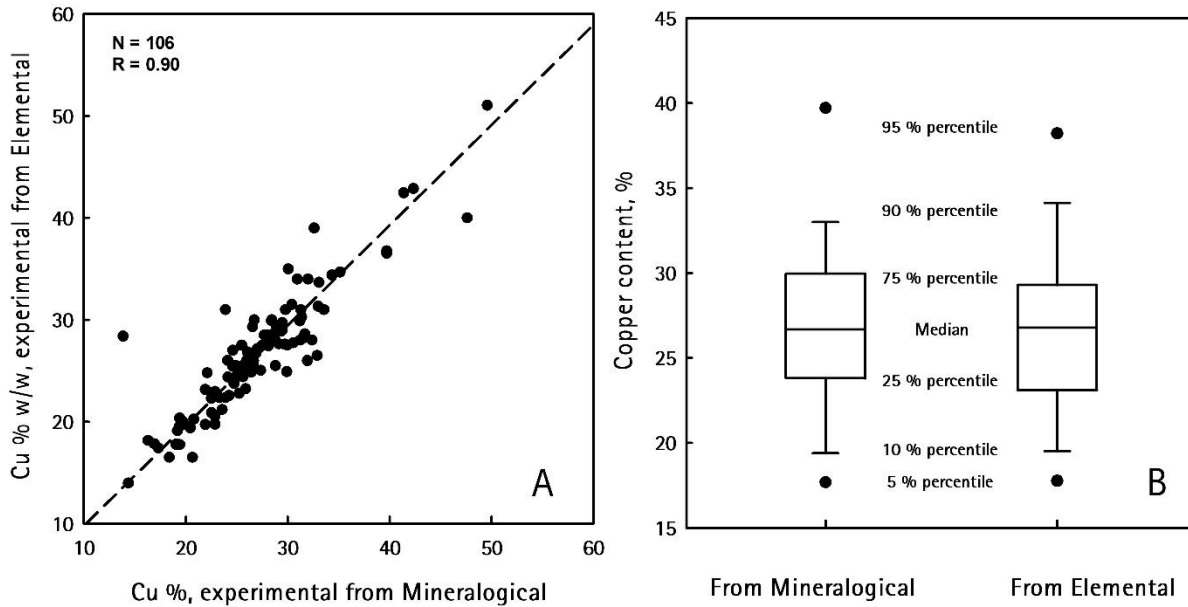 60
50
40
30
20
10
Cu % w/w, experimental from Elemental
N = 106
R = 0.90
A
10 20 30 40 50 60
Cu %, experimental from Mineralogical
45
40
35
30
25
20
15
Copper content, %
95 % percentile
90 % percentile
75 % percentile
Median
25 % percentile
10 % percentile
5 % percentile
B
From Mineralogical From Elemental